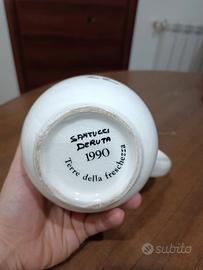 SANTUCCI
DERUTA
1990
Terre della freschezza
subito